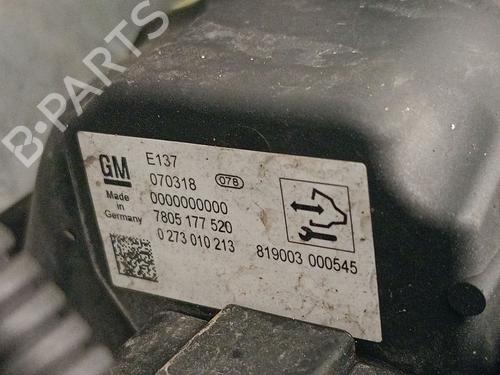 B-PARTS
GM
E137
070318 078
Made in Germany
0000000000
7805 177 520
0 273 010 213
819003 000545